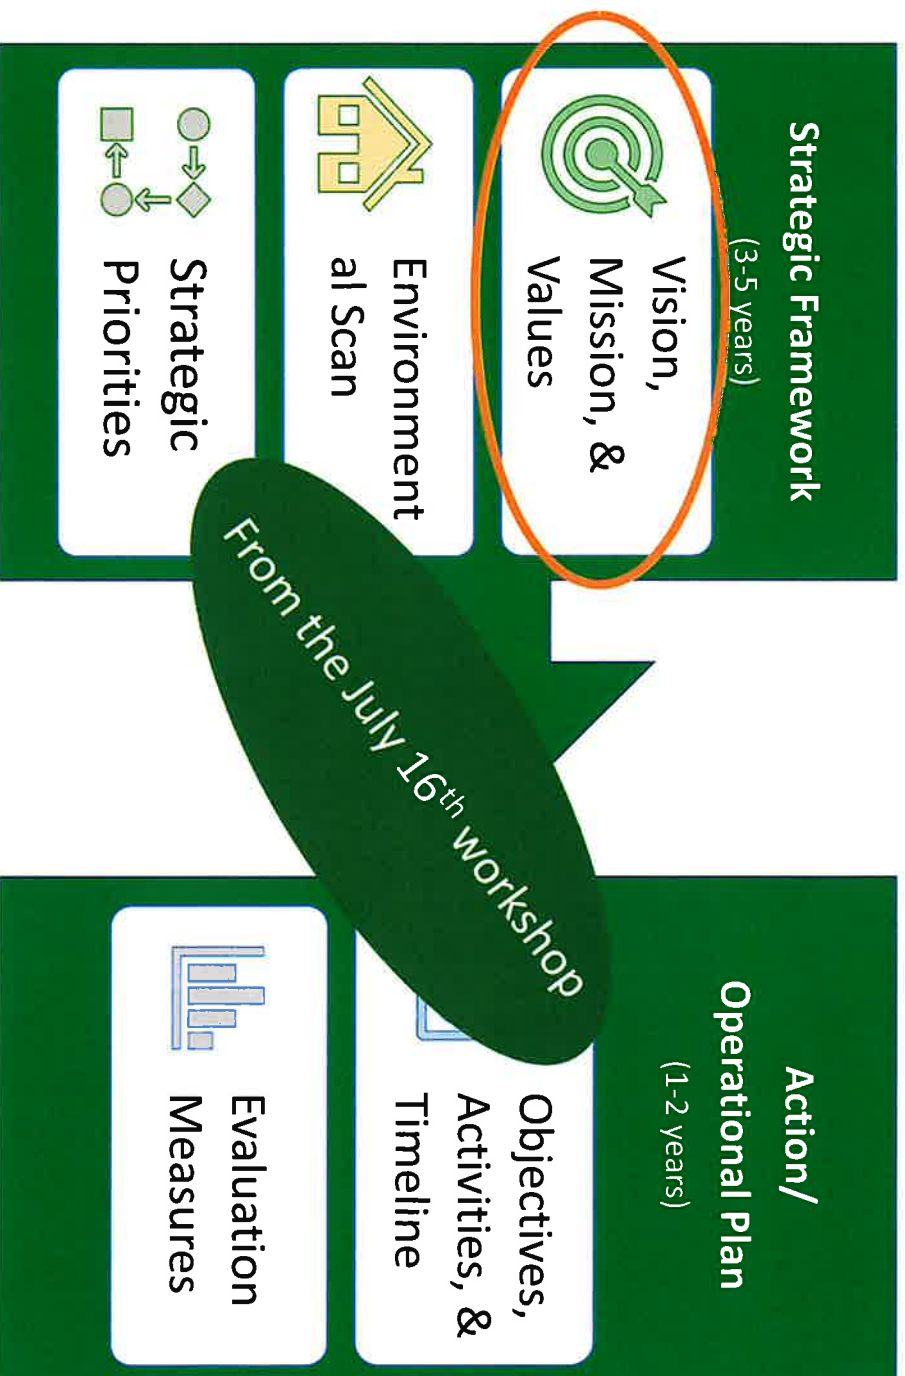 Strategic Framework
(3-5 years)
Vision,
Mission, &
Values
Environment
al Scan
Strategic
Priorities
From the July 16th workshop
Action/
Operational Plan
(1-2 years)
Objectives,
Activities, &
Timeline
Evaluation
Measures